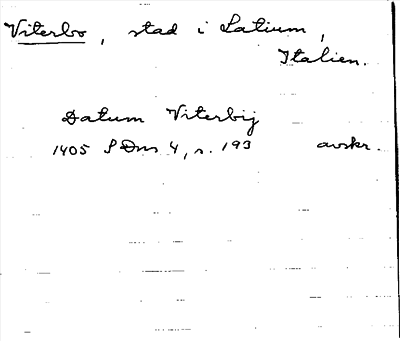 Viterbo, stad i Latium,
Italien.
Datum Viterbij
1405 SDns 4, s. 193 avskr.